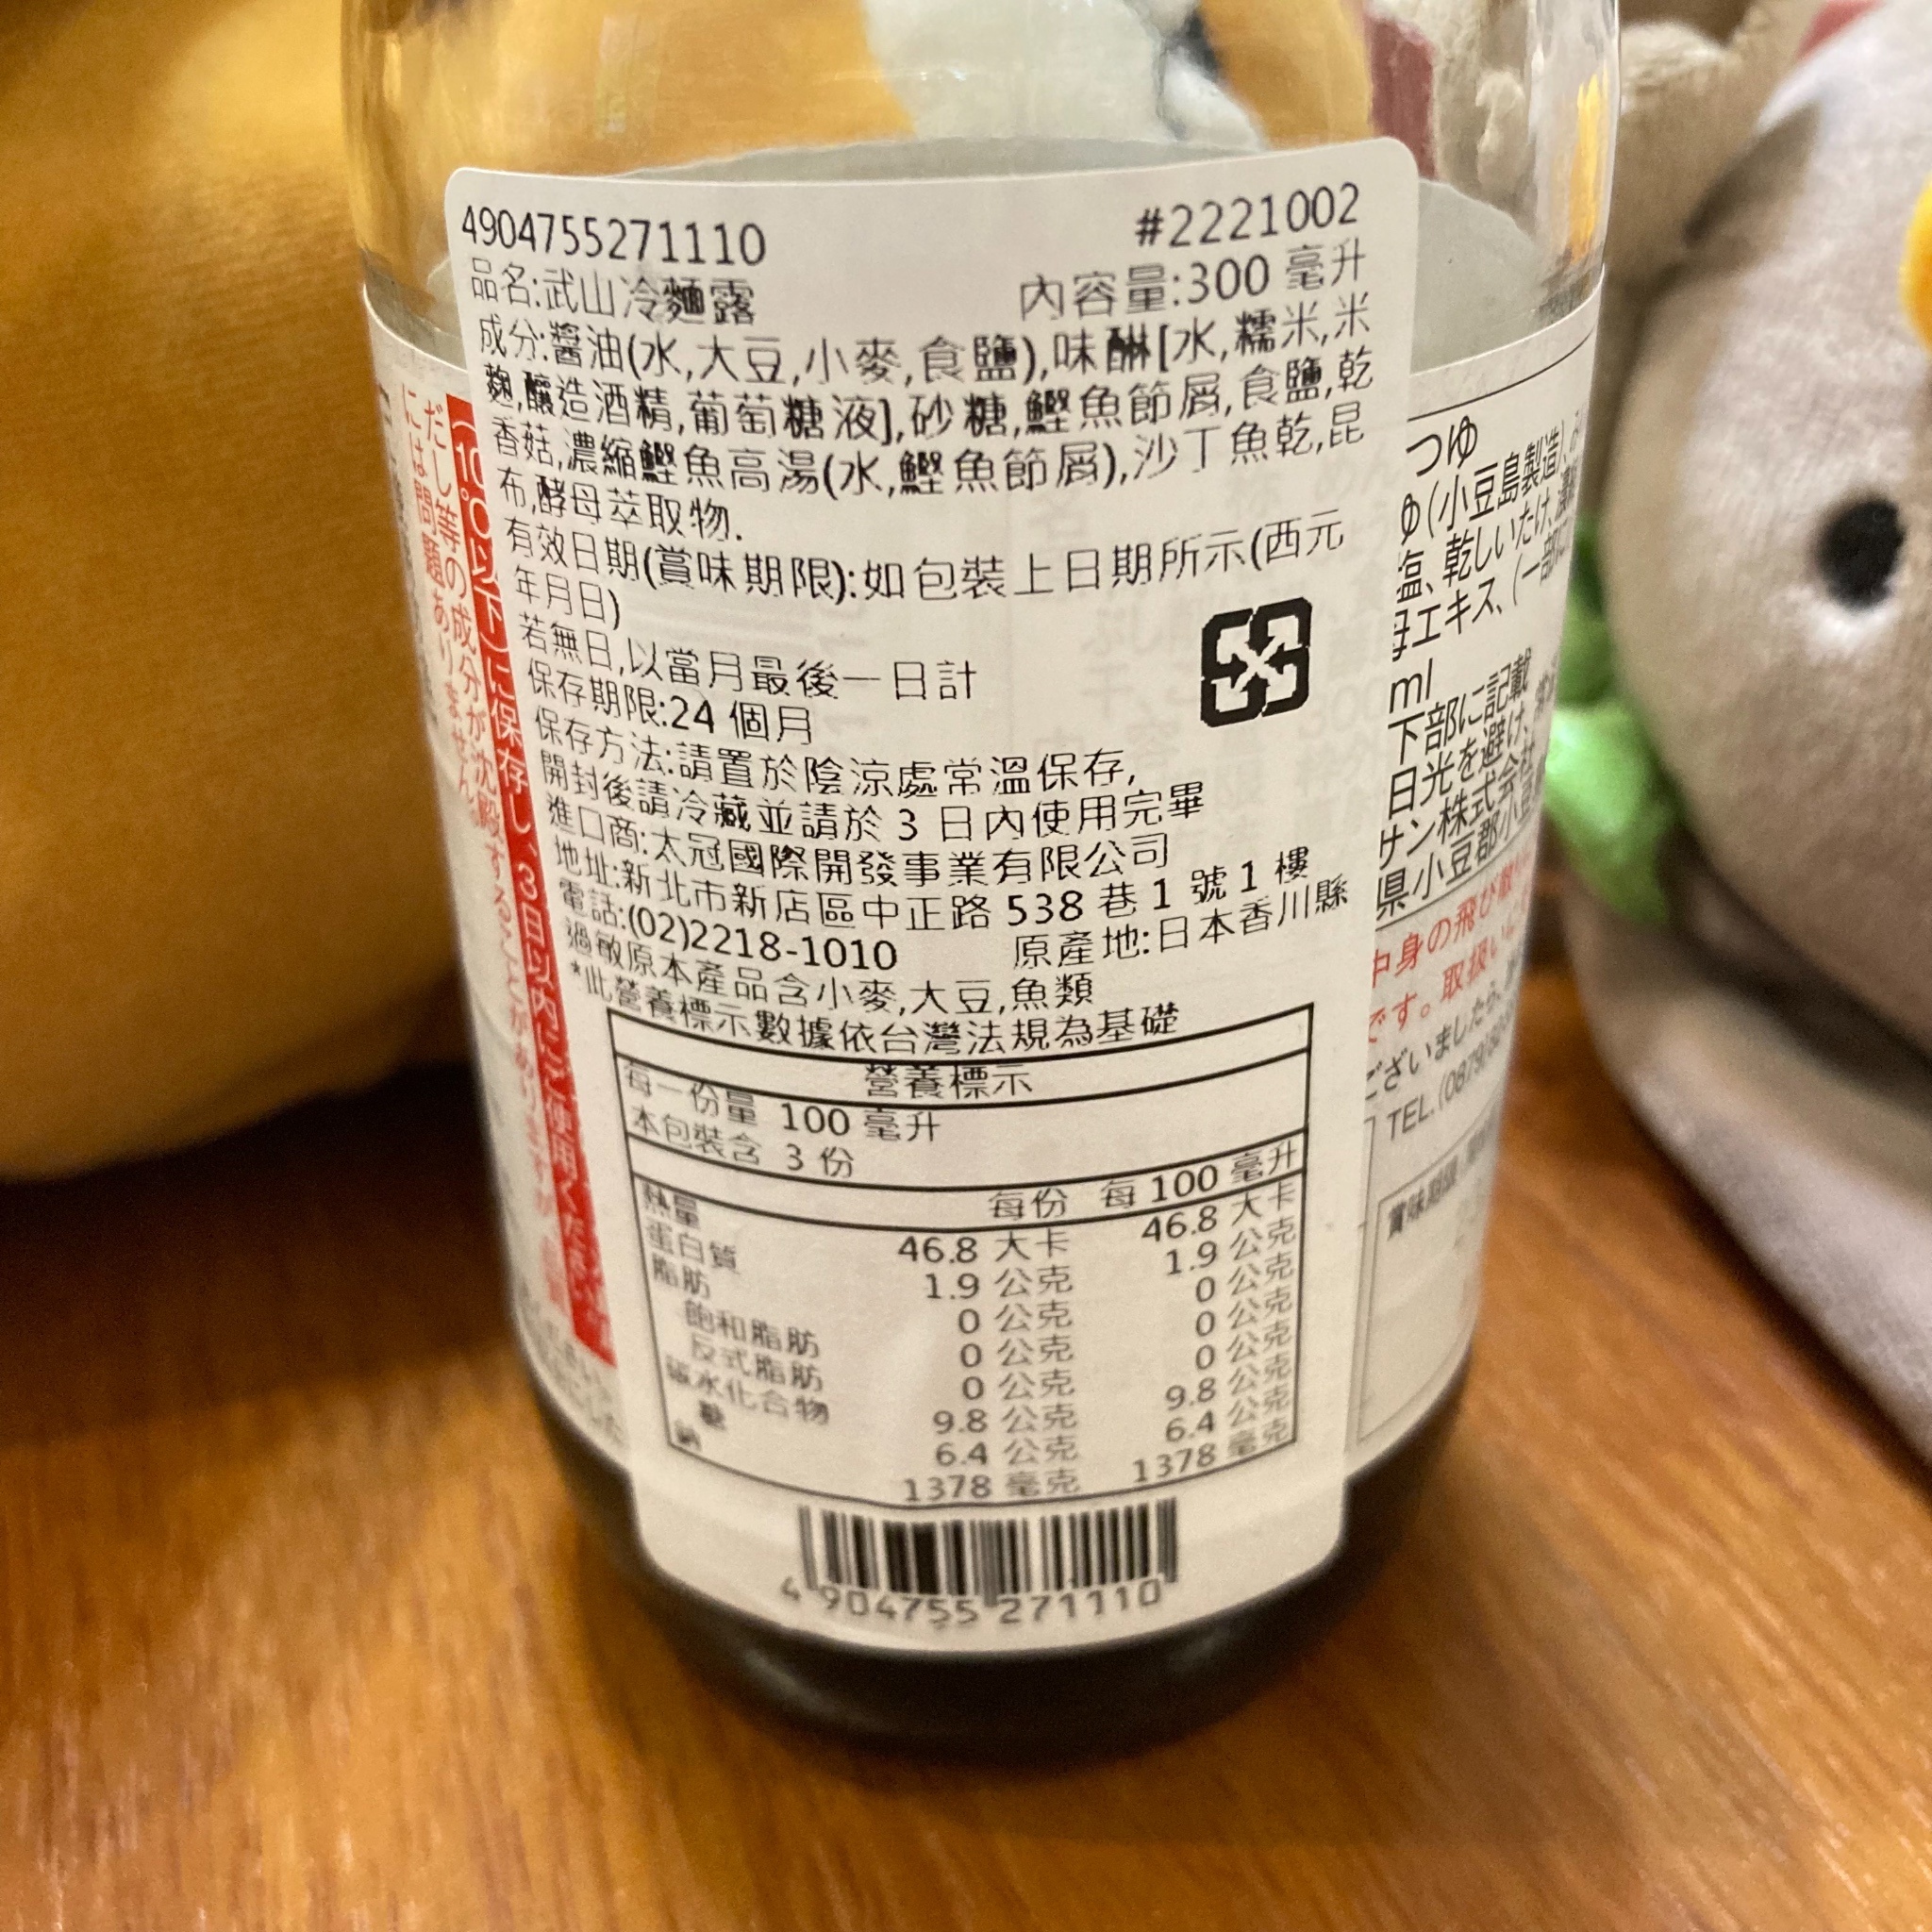 4904755271110 #2221002
品名:武山冷麵露 內容量:300 毫升
成分:醬油(水,大豆,小麥,食鹽),味醂[水,糯米,米
麴,釀造酒精,葡萄糖液],砂糖,鰹魚節屑,食鹽,乾
香菇,濃縮鰹魚高湯(水,鰹魚節屑),沙丁魚乾,昆
布,酵母萃取物.
有效日期(賞味期限):如包裝上日期所示(西元
年月日)
若無日,以當月最後一日計
保存期限:24 個月
保存方法:請置於陰涼處常溫保存,
開封後請冷藏並請於 3 日內使用完畢
進口商:太冠國際開發事業有限公司
地址:新北市新店區中正路 538 巷 1 號 1 樓
電話:(02)2218-1010 原產地:日本香川縣
過敏原本產品含小麥,大豆,魚類
*此營養標示數據依台灣法規為基礎
營養標示
每一份量 100 毫升
本包裝含 3 份
每份 每 100 毫升
熱量 46.8 大卡 46.8 大卡
蛋白質 1.9 公克 1.9 公克
脂肪 0 公克 0 公克
飽和脂肪 0 公克 0 公克
反式脂肪 0 公克 0 公克
碳水化合物 9.8 公克 9.8 公克
糖 6.4 公克 6.4 公克
鈉 1378 毫克 1378 毫克
4 904755 271110
(10℃以下)に保存し、3日以内にご使用ください
だし等の成分が沈殿することがありますが
には問題ありません
つゆ
ゆ(小豆島製造)
塩、乾しいたけ、濃
母エキス、(一部に
ml
下部に記載
日光を避け、
サン株式会社
県小豆郡小豆
中身の飛び
です。取扱い
ございましたら、
TEL.(0879)
賞味期限